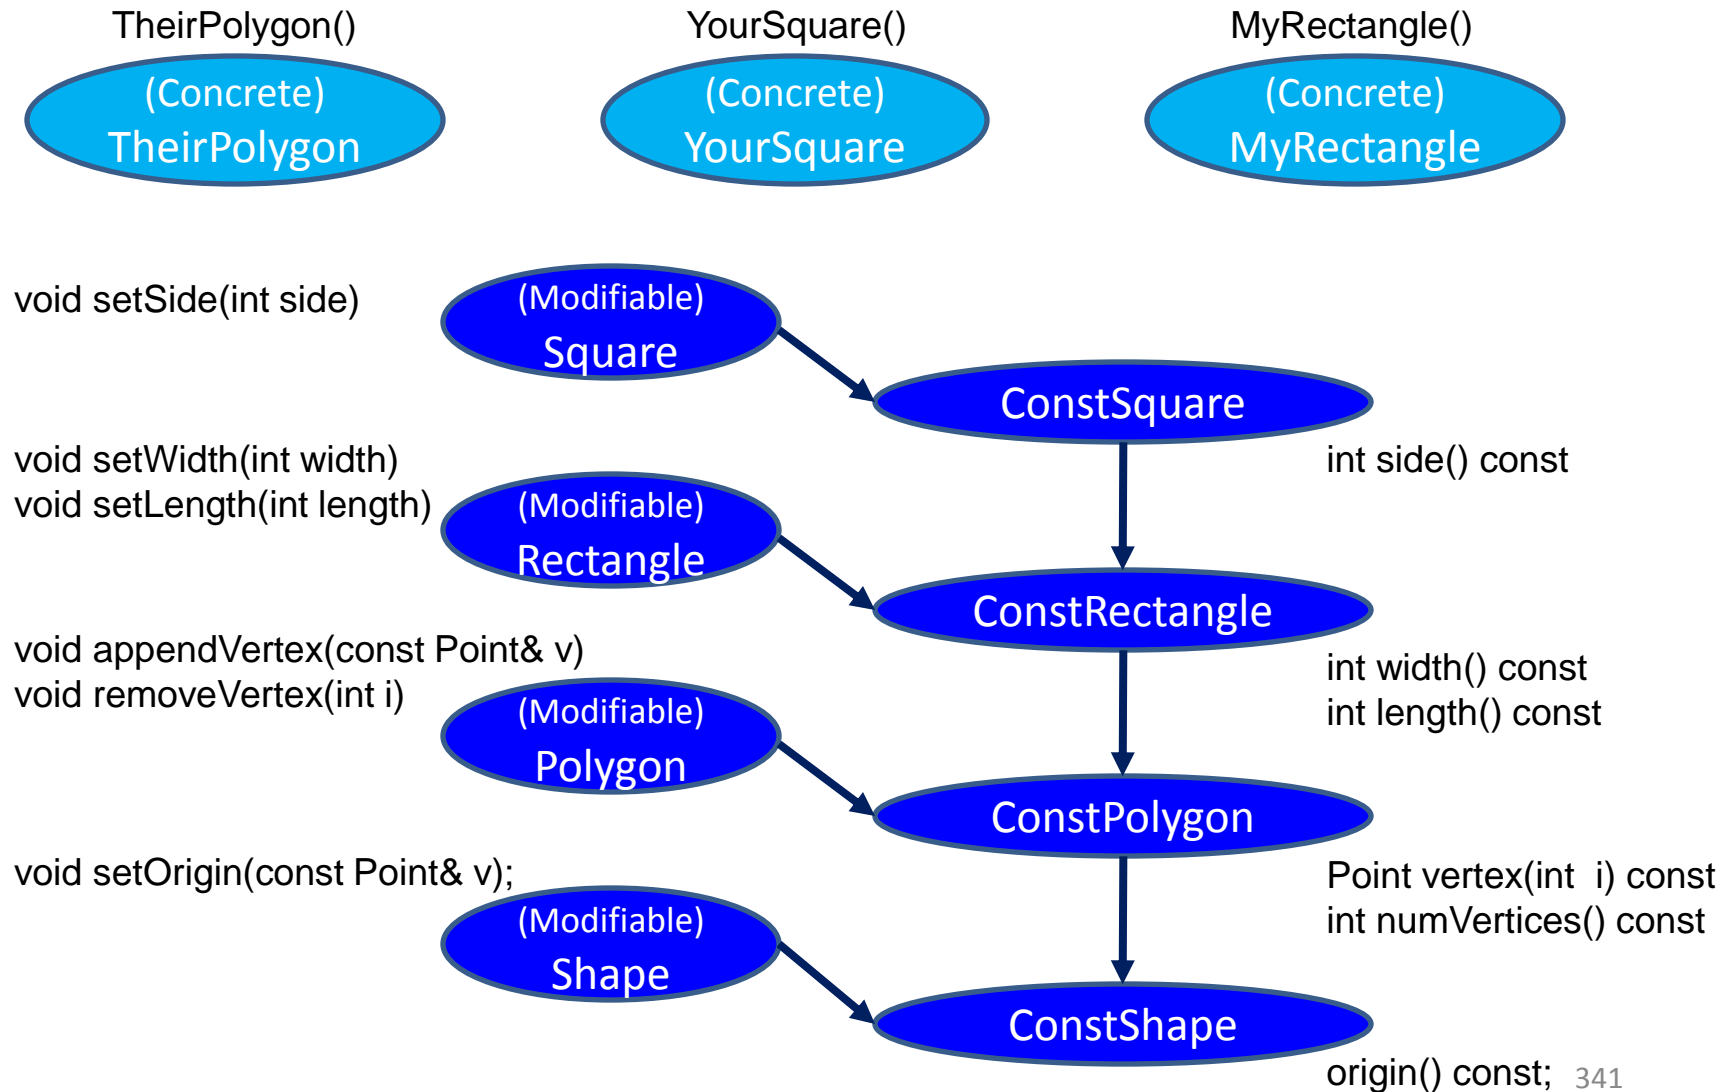 TheirPolygon()
YourSquare()
MyRectangle()
(Concrete)
TheirPolygon
(Concrete)
YourSquare
(Concrete)
MyRectangle
void setSide(int side)
(Modifiable)
Square
ConstSquare
int side() const
void setWidth(int width)
void setLength(int length)
(Modifiable)
Rectangle
ConstRectangle
int width() const
int length() const
void appendVertex(const Point& v)
void removeVertex(int i)
(Modifiable)
Polygon
ConstPolygon
Point vertex(int  i) const
int numVertices() const
void setOrigin(const Point& v);
(Modifiable)
Shape
ConstShape
origin() const;
341